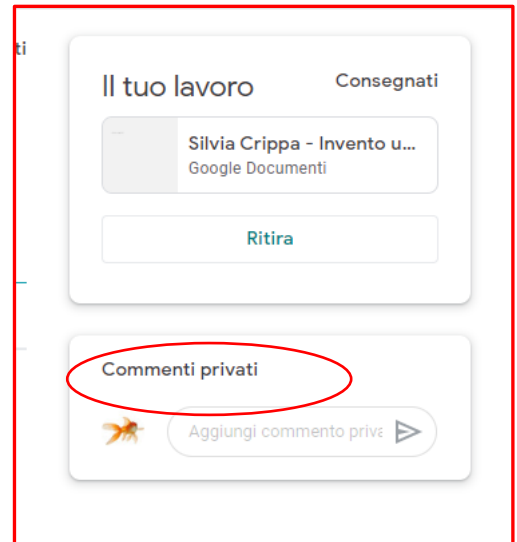 ti
Il tuo lavoro Consegnati
Silvia Crippa - Invento u...
Google Documenti
Ritira
Commenti privati
Aggiungi commento priva